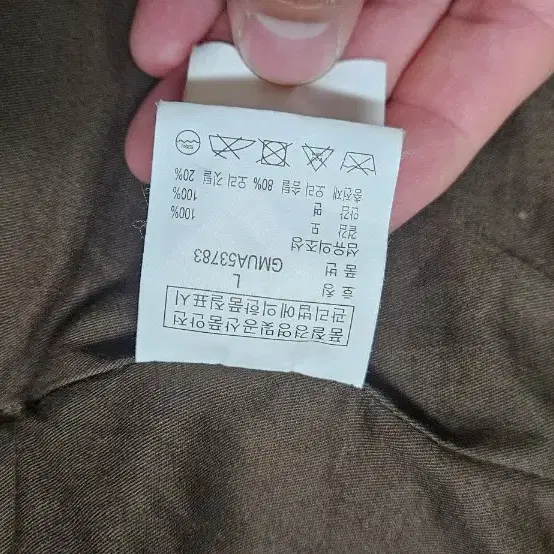 품질경영및공산품안전
관리법에의한품질표시
호 칭 L
품 번 GMUA53783
섬유의조성
겉감 모 100%
안감 면 100%
충전재 오리 솜털 80% 오리 깃털 20%